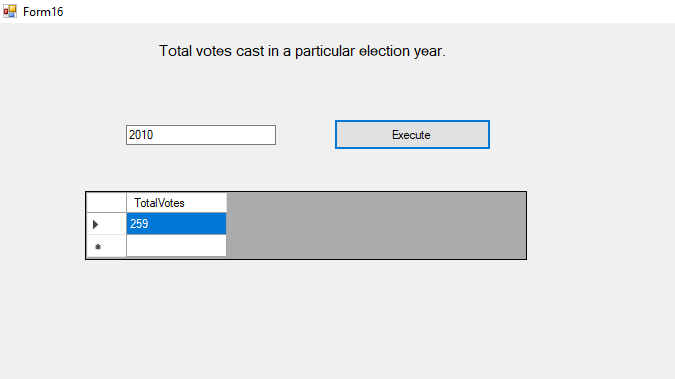 Form16
Total votes cast in a particular election year.
2010 Execute
TotalVotes
259